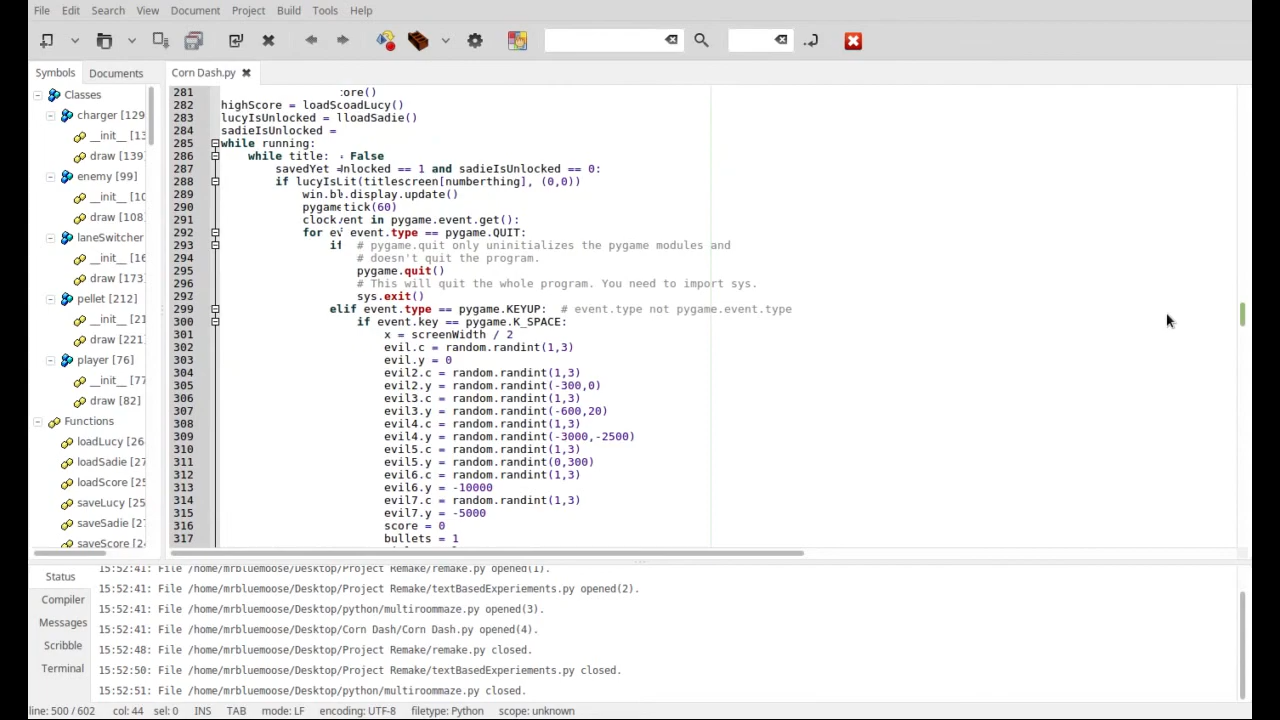 File Edit Search View Document Project Build Tools Help
Symbols Documents Corn Dash.py
Classes
charger [129
__init__ [13
draw [139]
enemy [99]
__init__ [10
draw [108]
laneSwitcher
__init__ [16
draw [173]
pellet [212]
__init__ [21
draw [221]
player [76]
__init__ [77
draw [82]
Functions
loadLucy [26
loadSadie [27
loadScore [25
saveLucy [25
saveSadie [27
saveScore [24
281 ore()
282 highScore = loadScoadLucy()
283 lucyIsUnlocked = lloadSadie()
284 sadieIsUnlocked =
285 while running:
286 while title: False
287 savedYet =nlocked == 1 and sadieIsUnlocked == 0:
288 if lucyIsLit(titlescreen[numberthing], (0,0))
289 win.bl.display.update()
290 pygametick(60)
291 clock.ent in pygame.event.get():
292 for ev event.type == pygame.QUIT:
293 if # pygame.quit only uninitializes the pygame modules and
294 # doesn't quit the program.
295 pygame.quit()
296 # This will quit the whole program. You need to import sys.
297 sys.exit()
299 elif event.type == pygame.KEYUP: # event.type not pygame.event.type
300 if event.key == pygame.K_SPACE:
301 x = screenWidth / 2
302 evil.c = random.randint(1,3)
303 evil.y = 0
304 evil2.c = random.randint(1,3)
305 evil2.y = random.randint(-300,0)
306 evil3.c = random.randint(1,3)
307 evil3.y = random.randint(-600,20)
308 evil4.c = random.randint(1,3)
309 evil4.y = random.randint(-3000,-2500)
310 evil5.c = random.randint(1,3)
311 evil5.y = random.randint(0,300)
312 evil6.c = random.randint(1,3)
313 evil6.y = -10000
314 evil7.c = random.randint(1,3)
315 evil7.y = -5000
316 score = 0
317 bullets = 1
Status
Compiler
Messages
Scribble
Terminal
15:52:41: File /home/mrbluemoose/Desktop/Project Remake/remake.py opened(1).
15:52:41: File /home/mrbluemoose/Desktop/Project Remake/textBasedExperiements.py opened(2).
15:52:41: File /home/mrbluemoose/Desktop/python/multiroommaze.py opened(3).
15:52:41: File /home/mrbluemoose/Desktop/Corn Dash/Corn Dash.py opened(4).
15:52:48: File /home/mrbluemoose/Desktop/Project Remake/remake.py closed.
15:52:50: File /home/mrbluemoose/Desktop/Project Remake/textBasedExperiements.py closed.
15:52:51: File /home/mrbluemoose/Desktop/python/multiroommaze.py closed.
line: 500 / 602 col: 44 sel: 0 INS TAB mode: LF encoding: UTF-8 filetype: Python scope: unknown